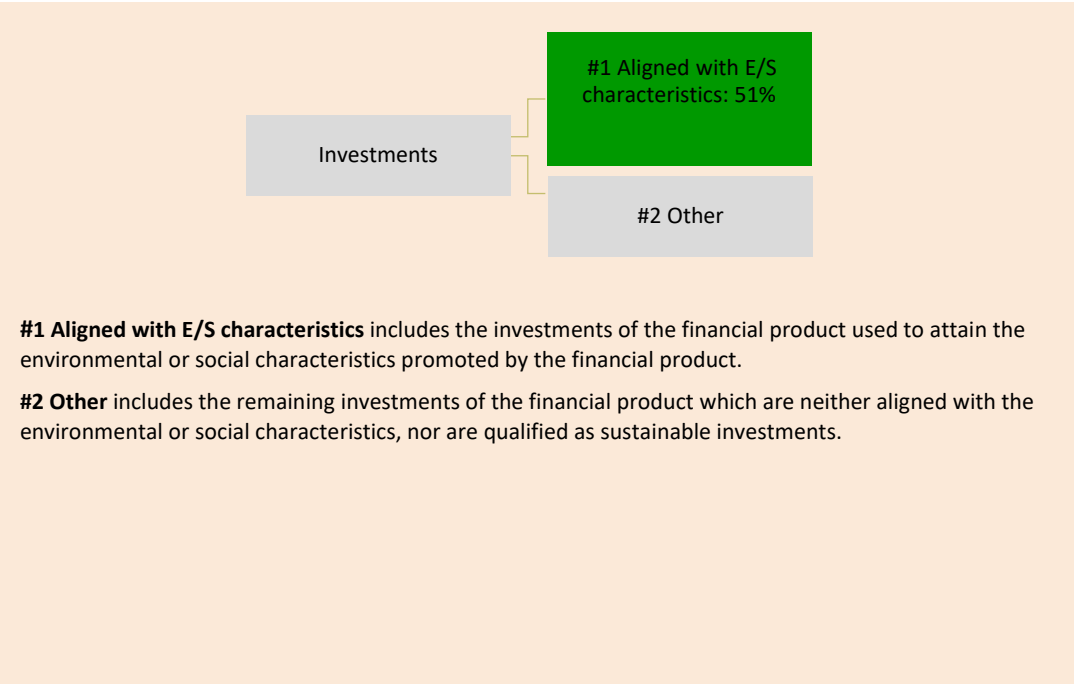 #1 Aligned with E/S
characteristics: 51%
Investments
#2 Other
#1 Aligned with E/S characteristics includes the investments of the financial product used to attain the
environmental or social characteristics promoted by the financial product.
#2 Other includes the remaining investments of the financial product which are neither aligned with the
environmental or social characteristics, nor are qualified as sustainable investments.